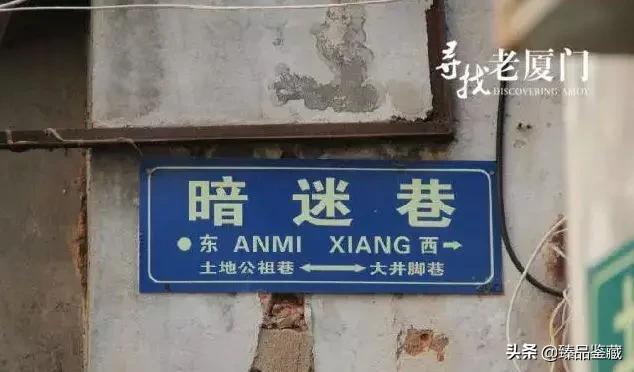 寻找老厦门
DISCOVERING AMOY
暗迷巷
东 ANMI XIANG 西
土地公祖巷 大井脚巷
头条 @臻品鉴藏